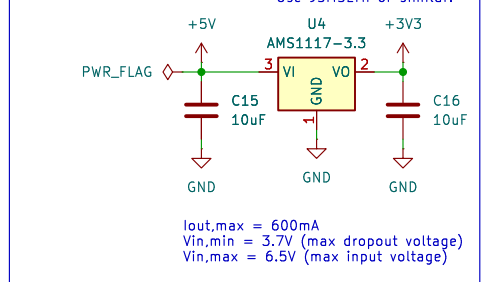 +5V
U4
+3V3
AMS1117-3.3
PWR_FLAG
3
VI
VO
2
GND
1
C15
10uF
C16
10uF
GND
GND
GND
Iout,max = 600mA
Vin,min = 3.7V (max dropout voltage)
Vin,max = 6.5V (max input voltage)